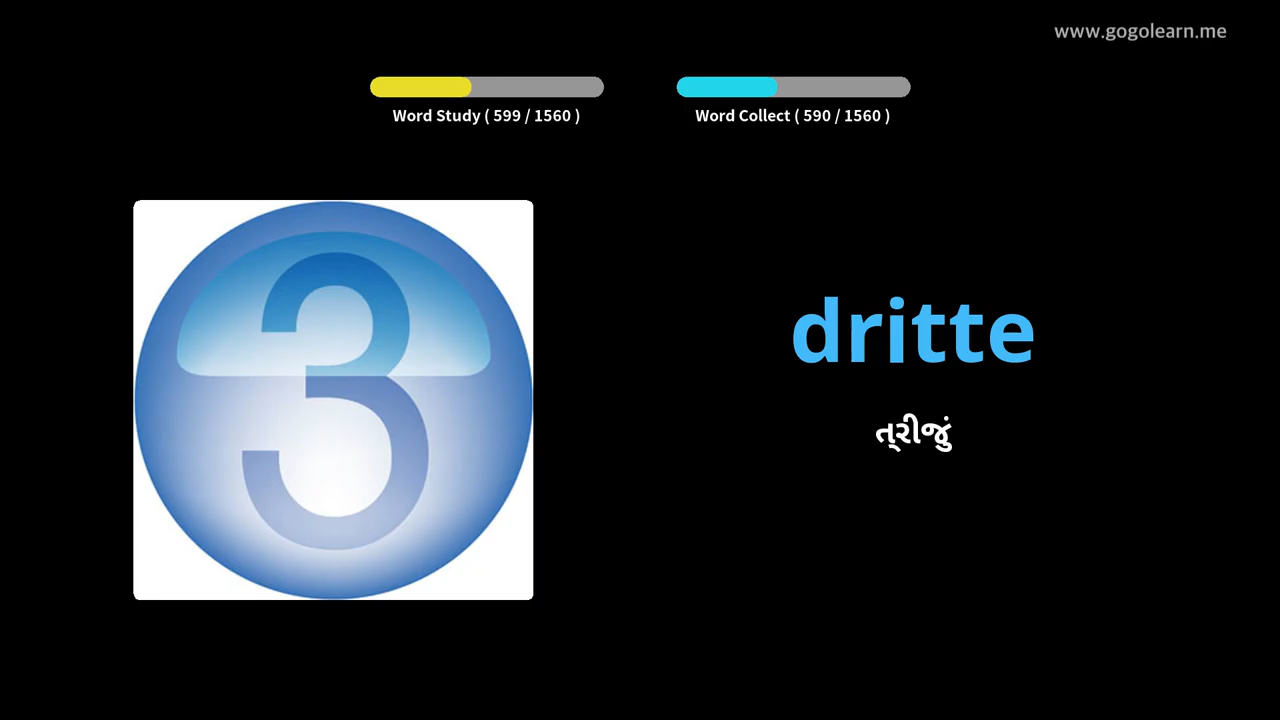 www.gogolearn.me
Word Study ( 599 / 1560 )
Word Collect ( 590 / 1560 )
3
dritte
ત્રીજું